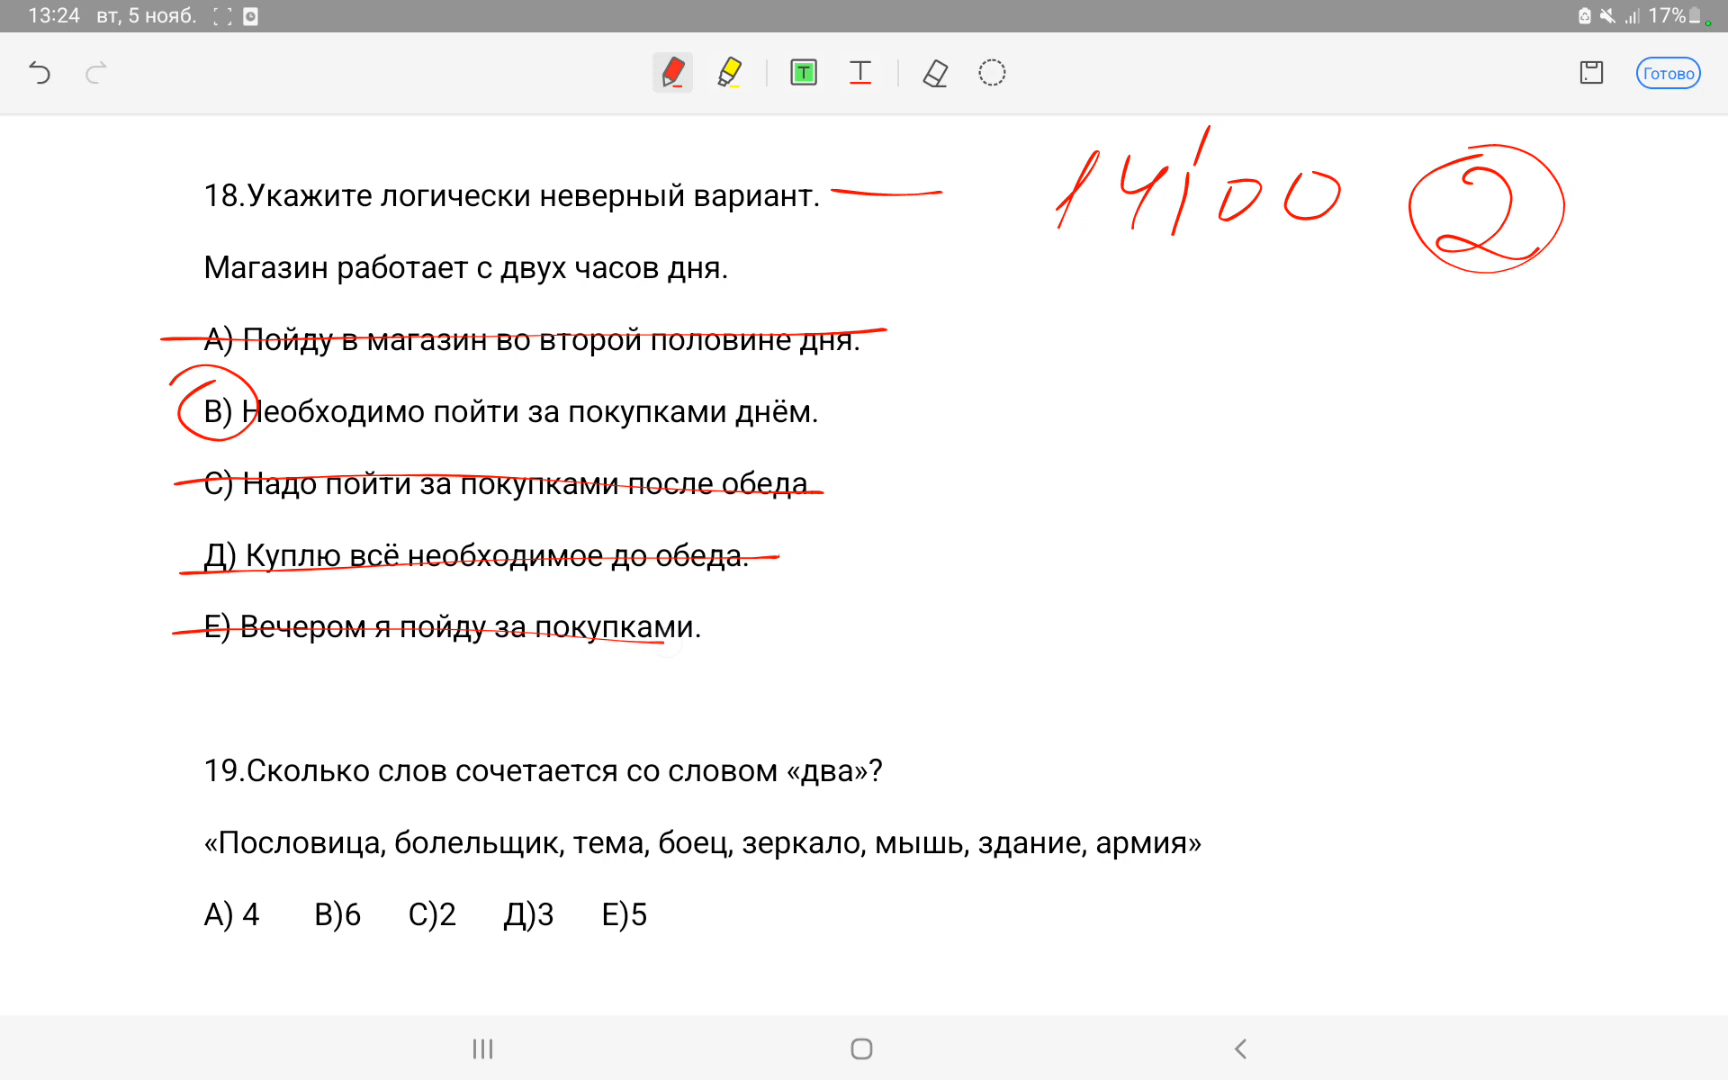 13:24 вт, 5 нояб.
17%
Готово
14:00 2
18.Укажите логически неверный вариант.
Магазин работает с двух часов дня.
А) Пойду в магазин во второй половине дня.
В) Необходимо пойти за покупками днём.
С) Надо пойти за покупками после обеда.
Д) Куплю всё необходимое до обеда.
Е) Вечером я пойду за покупками.
19.Сколько слов сочетается со словом «два»?
«Пословица, болельщик, тема, боец, зеркало, мышь, здание, армия»
А) 4 В)6 С)2 Д)3 Е)5